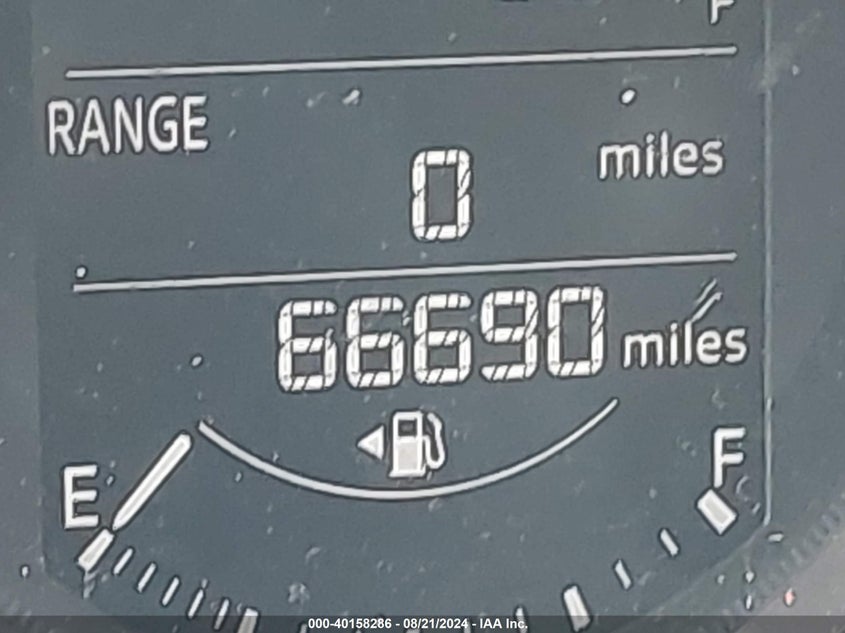 F
RANGE
miles
0
66690 miles
E
F
000-40158286 - 08/21/2024 - IAA Inc.